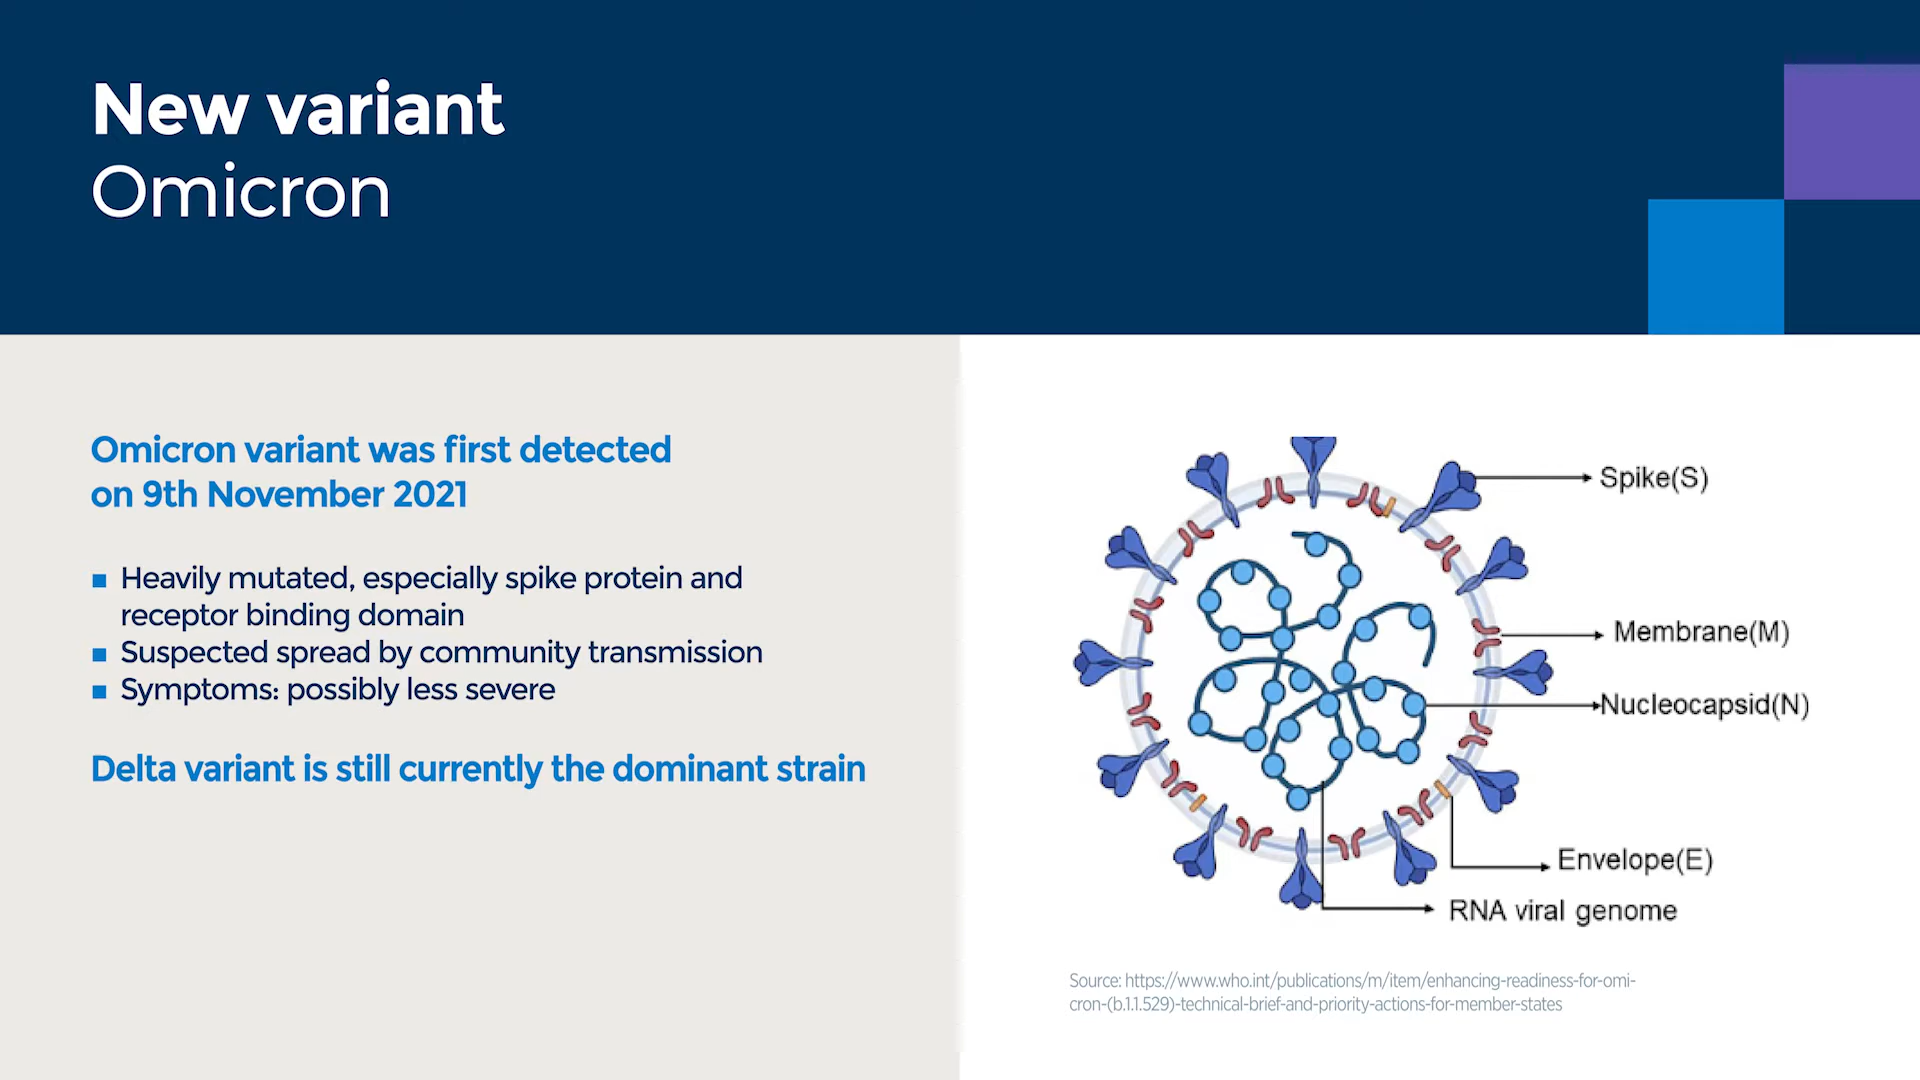 New variant
Omicron
Omicron variant was first detected
on 9th November 2021
Heavily mutated, especially spike protein and
receptor binding domain
Suspected spread by community transmission
Symptoms: possibly less severe
Delta variant is still currently the dominant strain
Spike(S)
Membrane(M)
Nucleocapsid(N)
Envelope(E)
RNA viral genome
Source: https://www.who.int/publications/m/item/enhancing-readiness-for-omi-
cron-(b.1.1.529)-technical-brief-and-priority-actions-for-member-states